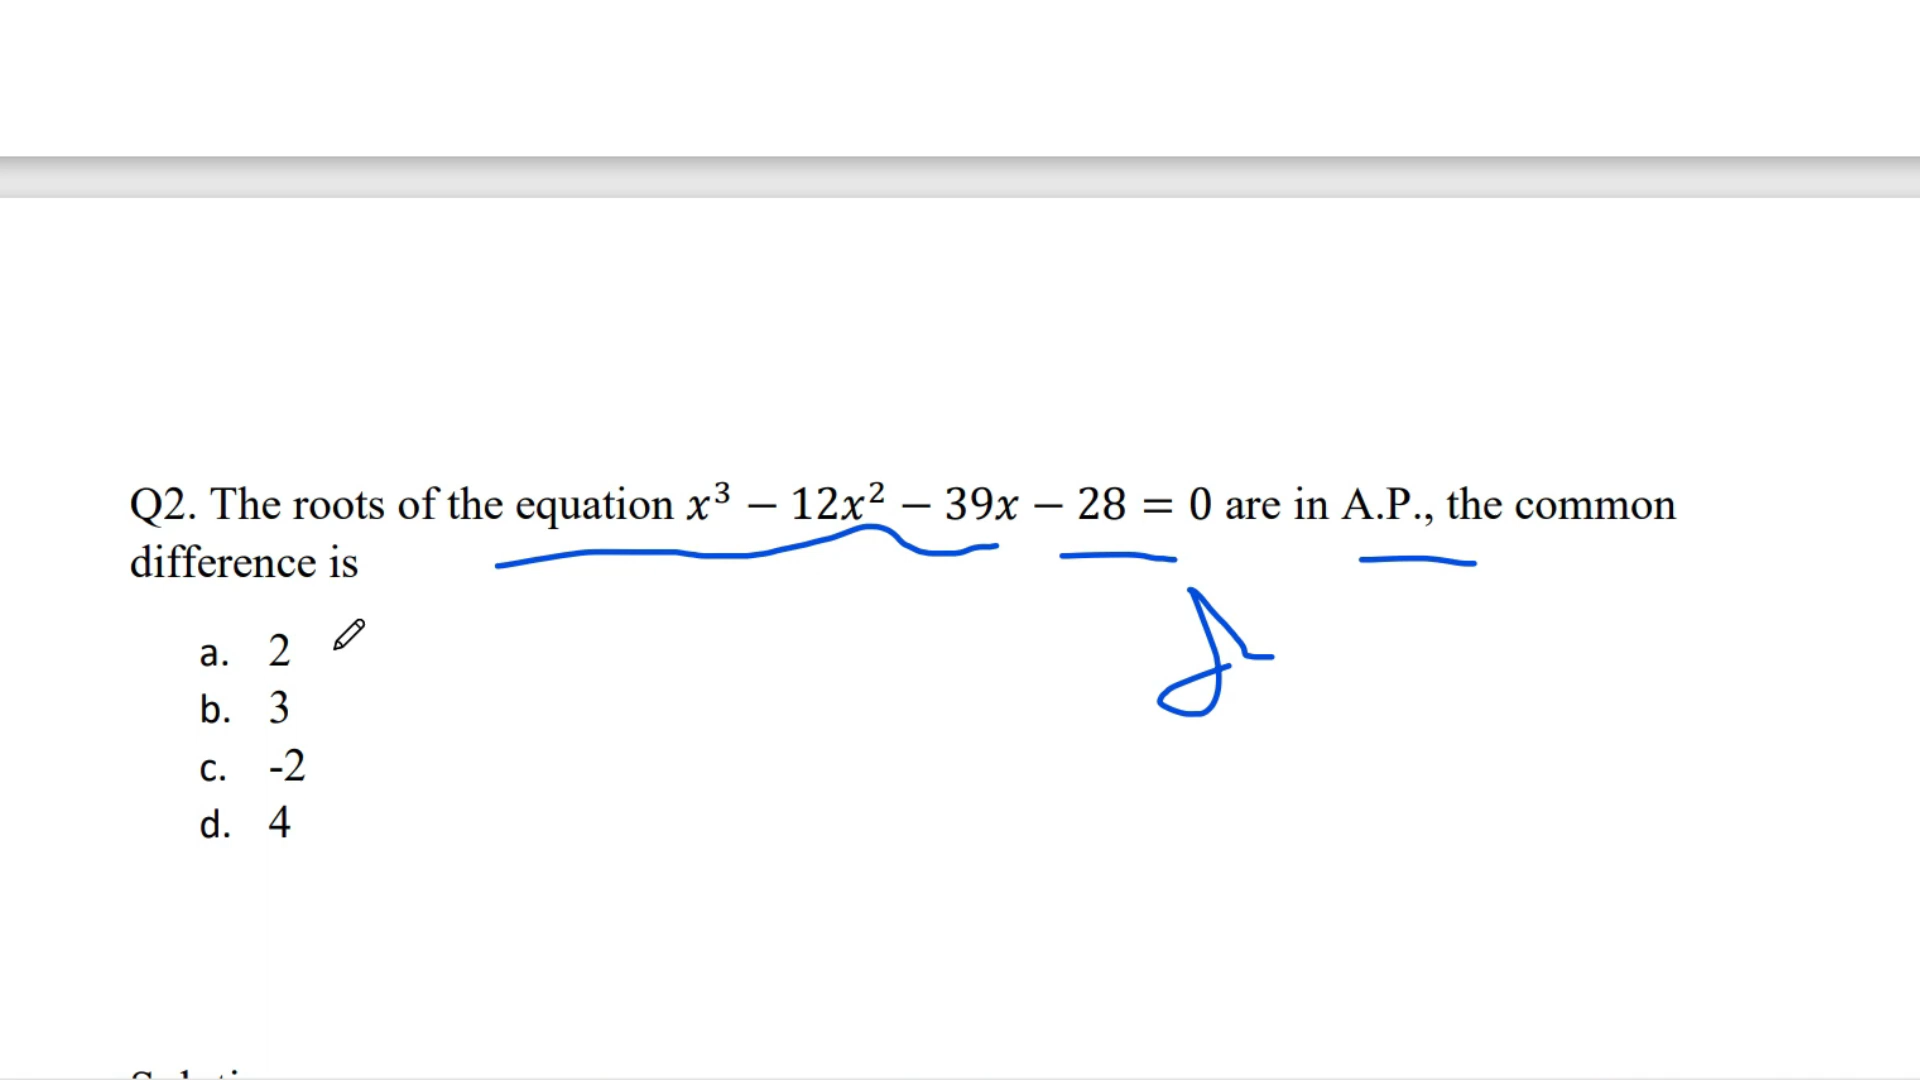 Q2. The roots of the equation x³ − 12x² − 39x − 28 = 0 are in A.P., the common
difference is
a. 2
b. 3
c. -2
d. 4